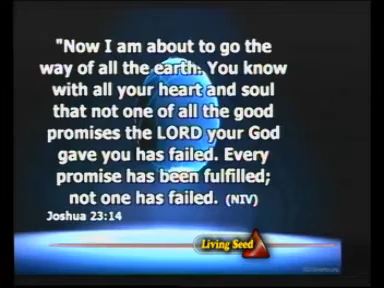 "Now I am about to go the
way of all the earth. You know
with all your heart and soul
that not one of all the good
promises the LORD your God
gave you has failed. Every
promise has been fulfilled;
not one has failed. (NIV)
Joshua 23:14
Living Seed